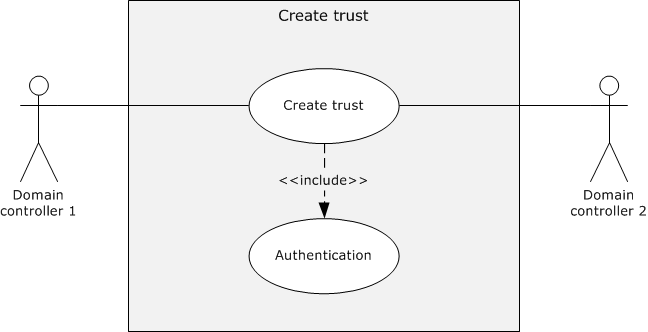 Create trust
Create trust
<<include>>
Domain
controller 1
Domain
controller 2
Authentication